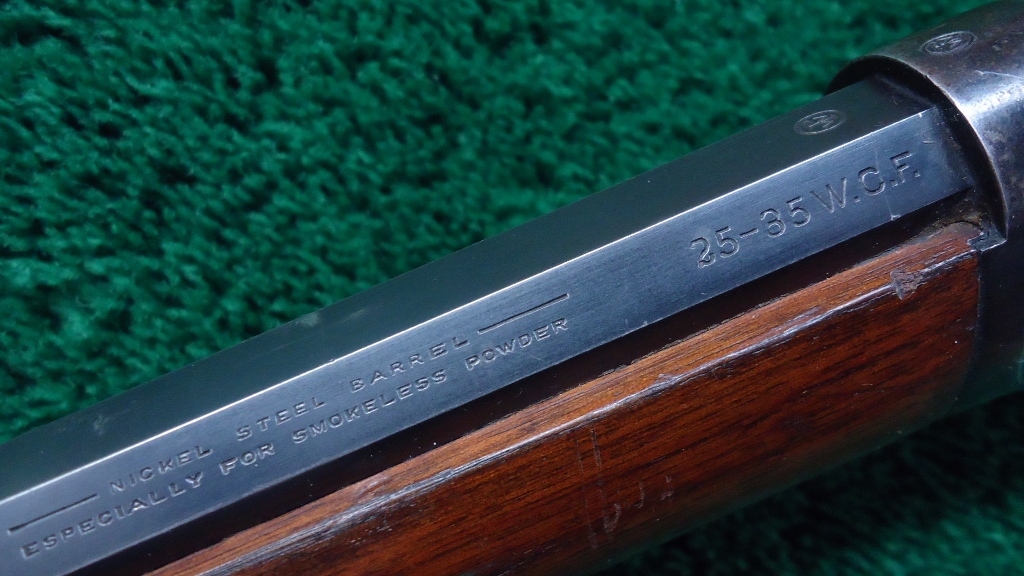 25-35 W.C.F.
NICKEL STEEL BARREL
ESPECIALLY FOR SMOKELESS POWDER